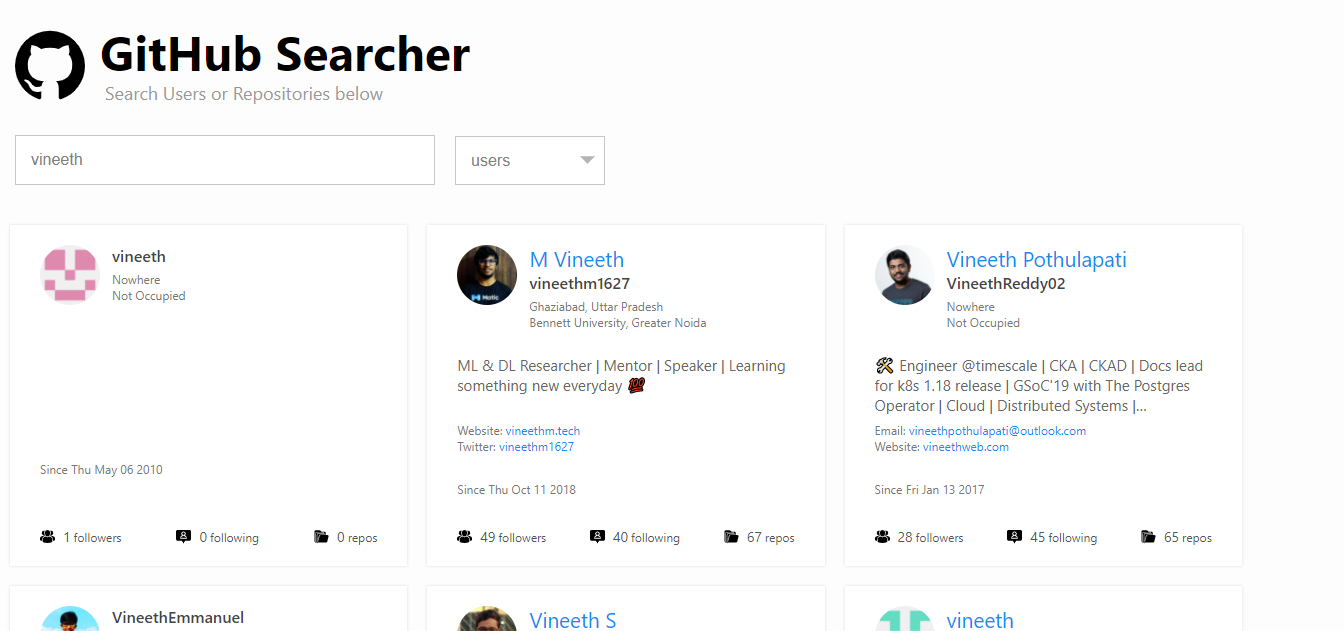 GitHub Searcher
Search Users or Repositories below
vineeth
users
vineeth
Nowhere
Not Occupied
Since Thu May 06 2010
1 followers
0 following
0 repos
M Vineeth
vineethm1627
Ghaziabad, Uttar Pradesh
Bennett University, Greater Noida
ML & DL Researcher | Mentor | Speaker | Learning
something new everyday 💯
Website: vineethm.tech
Twitter: vineethm1627
Since Thu Oct 11 2018
49 followers
40 following
67 repos
Vineeth Pothulapati
VineethReddy02
Nowhere
Not Occupied
🛠 Engineer @timescale | CKA | CKAD | Docs lead
for k8s 1.18 release | GSoC'19 with The Postgres
Operator | Cloud | Distributed Systems |...
Email: vineethpothulapati@outlook.com
Website: vineethweb.com
Since Fri Jan 13 2017
28 followers
45 following
65 repos
VineethEmmanuel
Vineeth S
vineeth